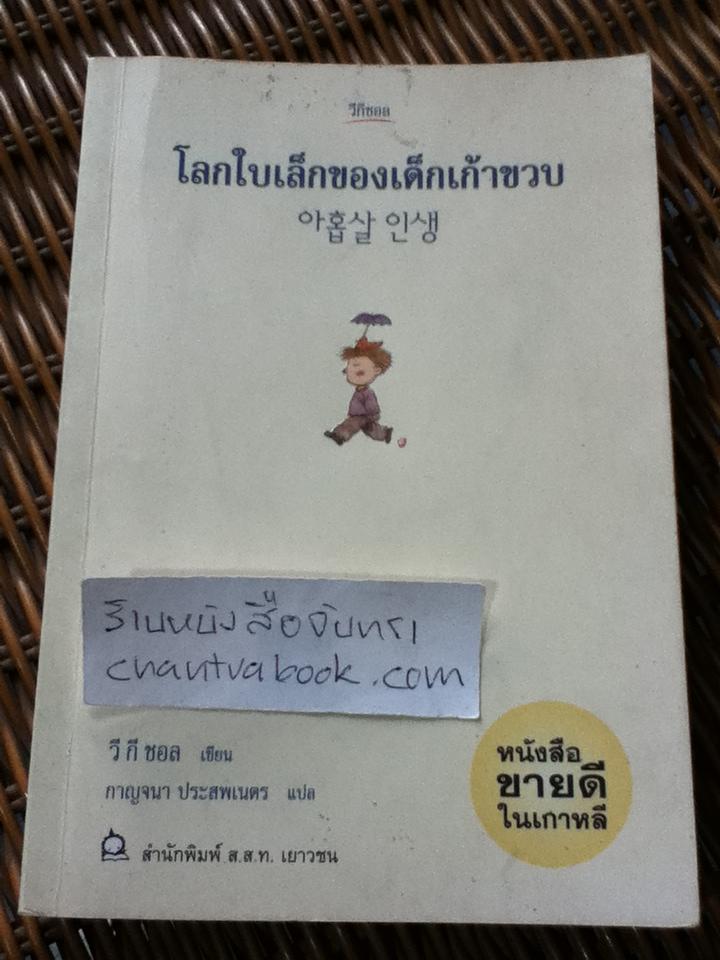 วีกีชอล
โลกใบเล็กของเด็กเก้าขวบ
아홉살 인생
ร้านหนังสือจันทรา
chantrabook.com
วี กี ชอล เขียน
กาญจนา ประสพเนตร แปล
สำนักพิมพ์ ส.ส.ท. เยาวชน
หนังสือ
ขายดี
ในเกาหลี